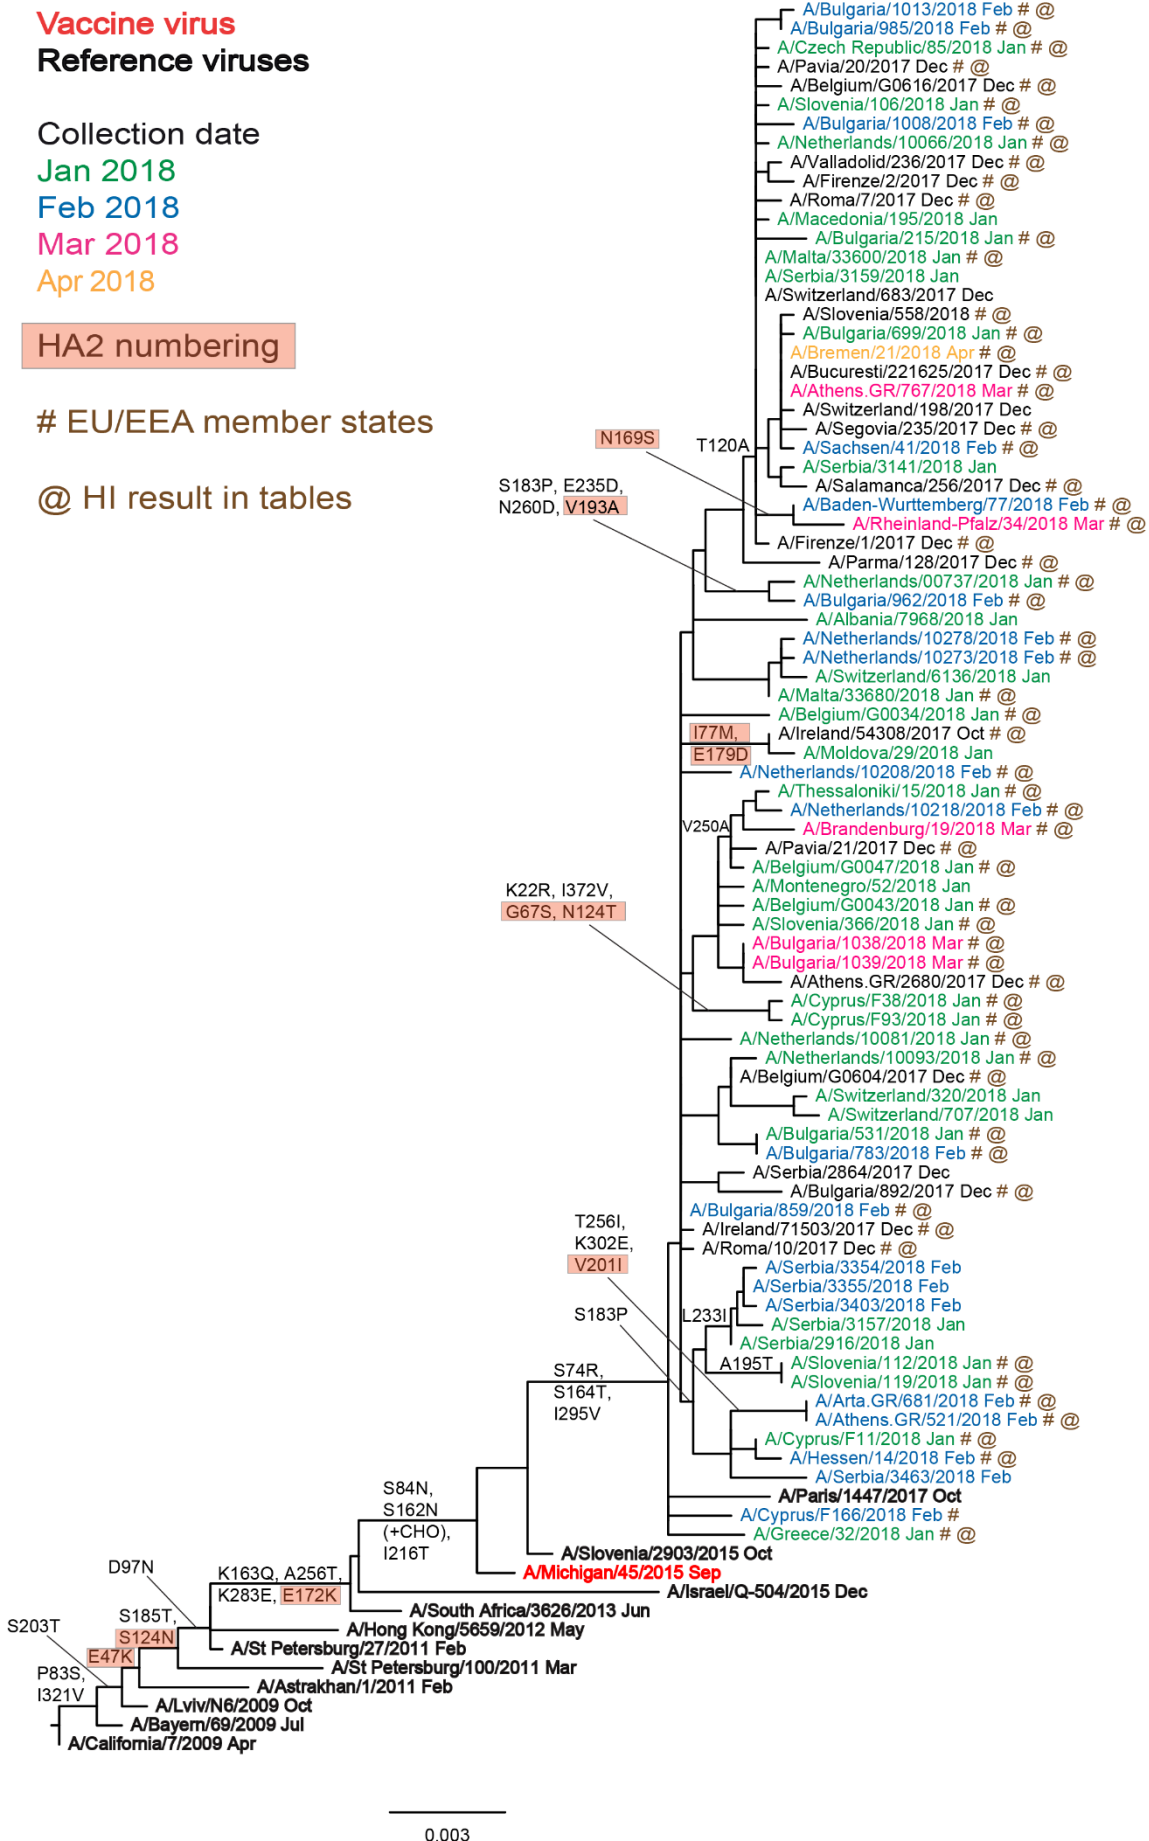 Vaccine virus
Reference viruses
Collection date
Jan 2018
Feb 2018
Mar 2018
Apr 2018
HA2 numbering
# EU/EEA member states
@ HI result in tables
A/Bulgaria/1013/2018 Feb # @
A/Bulgaria/985/2018 Feb # @
A/Czech Republic/85/2018 Jan # @
A/Pavia/20/2017 Dec # @
A/Belgium/G0616/2017 Dec # @
A/Slovenia/106/2018 Jan # @
A/Bulgaria/1008/2018 Feb # @
A/Netherlands/10066/2018 Jan # @
A/Valladolid/236/2017 Dec # @
A/Firenze/2/2017 Dec # @
A/Roma/7/2017 Dec # @
A/Macedonia/195/2018 Jan
A/Bulgaria/215/2018 Jan # @
A/Malta/33600/2018 Jan # @
A/Serbia/3159/2018 Jan
A/Switzerland/683/2017 Dec
A/Slovenia/558/2018 # @
A/Bulgaria/699/2018 Jan # @
A/Bremen/21/2018 Apr # @
A/Bucuresti/221625/2017 Dec # @
A/Athens.GR/767/2018 Mar # @
A/Switzerland/198/2017 Dec
A/Segovia/235/2017 Dec # @
A/Sachsen/41/2018 Feb # @
A/Serbia/3141/2018 Jan
A/Salamanca/256/2017 Dec # @
A/Baden-Wurttemberg/77/2018 Feb # @
A/Rheinland-Pfalz/34/2018 Mar # @
A/Firenze/1/2017 Dec # @
A/Parma/128/2017 Dec # @
A/Netherlands/00737/2018 Jan # @
A/Bulgaria/962/2018 Feb # @
A/Albania/7968/2018 Jan
A/Netherlands/10278/2018 Feb # @
A/Netherlands/10273/2018 Feb # @
A/Switzerland/6136/2018 Jan
A/Malta/33680/2018 Jan # @
A/Belgium/G0034/2018 Jan # @
A/Ireland/54308/2017 Oct # @
A/Moldova/29/2018 Jan
A/Netherlands/10208/2018 Feb # @
A/Thessaloniki/15/2018 Jan # @
A/Netherlands/10218/2018 Feb # @
A/Brandenburg/19/2018 Mar # @
A/Pavia/21/2017 Dec # @
A/Belgium/G0047/2018 Jan # @
A/Montenegro/52/2018 Jan
A/Belgium/G0043/2018 Jan # @
A/Slovenia/366/2018 Jan # @
A/Bulgaria/1038/2018 Mar # @
A/Bulgaria/1039/2018 Mar # @
A/Athens.GR/2680/2017 Dec # @
A/Cyprus/F38/2018 Jan # @
A/Cyprus/F93/2018 Jan # @
A/Netherlands/10081/2018 Jan # @
A/Netherlands/10093/2018 Jan # @
A/Belgium/G0604/2017 Dec # @
A/Switzerland/320/2018 Jan
A/Switzerland/707/2018 Jan
A/Bulgaria/531/2018 Jan # @
A/Bulgaria/783/2018 Feb # @
A/Serbia/2864/2017 Dec
A/Bulgaria/892/2017 Dec # @
A/Bulgaria/859/2018 Feb # @
A/Ireland/71503/2017 Dec # @
A/Roma/10/2017 Dec # @
A/Serbia/3354/2018 Feb
A/Serbia/3355/2018 Feb
A/Serbia/3403/2018 Feb
A/Serbia/3157/2018 Jan
A/Serbia/2916/2018 Jan
A/Slovenia/112/2018 Jan # @
A/Slovenia/119/2018 Jan # @
A/Arta.GR/681/2018 Feb # @
A/Athens.GR/521/2018 Feb # @
A/Cyprus/F11/2018 Jan # @
A/Hessen/14/2018 Feb # @
A/Serbia/3463/2018 Feb
A/Paris/1447/2017 Oct
A/Cyprus/F166/2018 Feb #
A/Greece/32/2018 Jan # @
A/Slovenia/2903/2015 Oct
A/Michigan/45/2015 Sep
A/Israel/Q-504/2015 Dec
A/South Africa/3626/2013 Jun
A/Hong Kong/5659/2012 May
A/St Petersburg/27/2011 Feb
A/St Petersburg/100/2011 Mar
A/Astrakhan/1/2011 Feb
A/Lviv/N6/2009 Oct
A/Bayern/69/2009 Jul
A/California/7/2009 Apr
N169S
T120A
S183P, E235D,
N260D, V193A
I77M,
E179D
V250A
K22R, I372V,
G67S, N124T
T256I,
K302E,
V201I
S183P
L233I
A195T
S74R,
S164T,
I295V
S84N,
S162N
(+CHO),
I216T
D97N
K163Q, A256T,
K283E, E172K
S203T
S185T,
S124N
E47K
P83S,
I321V
0.003